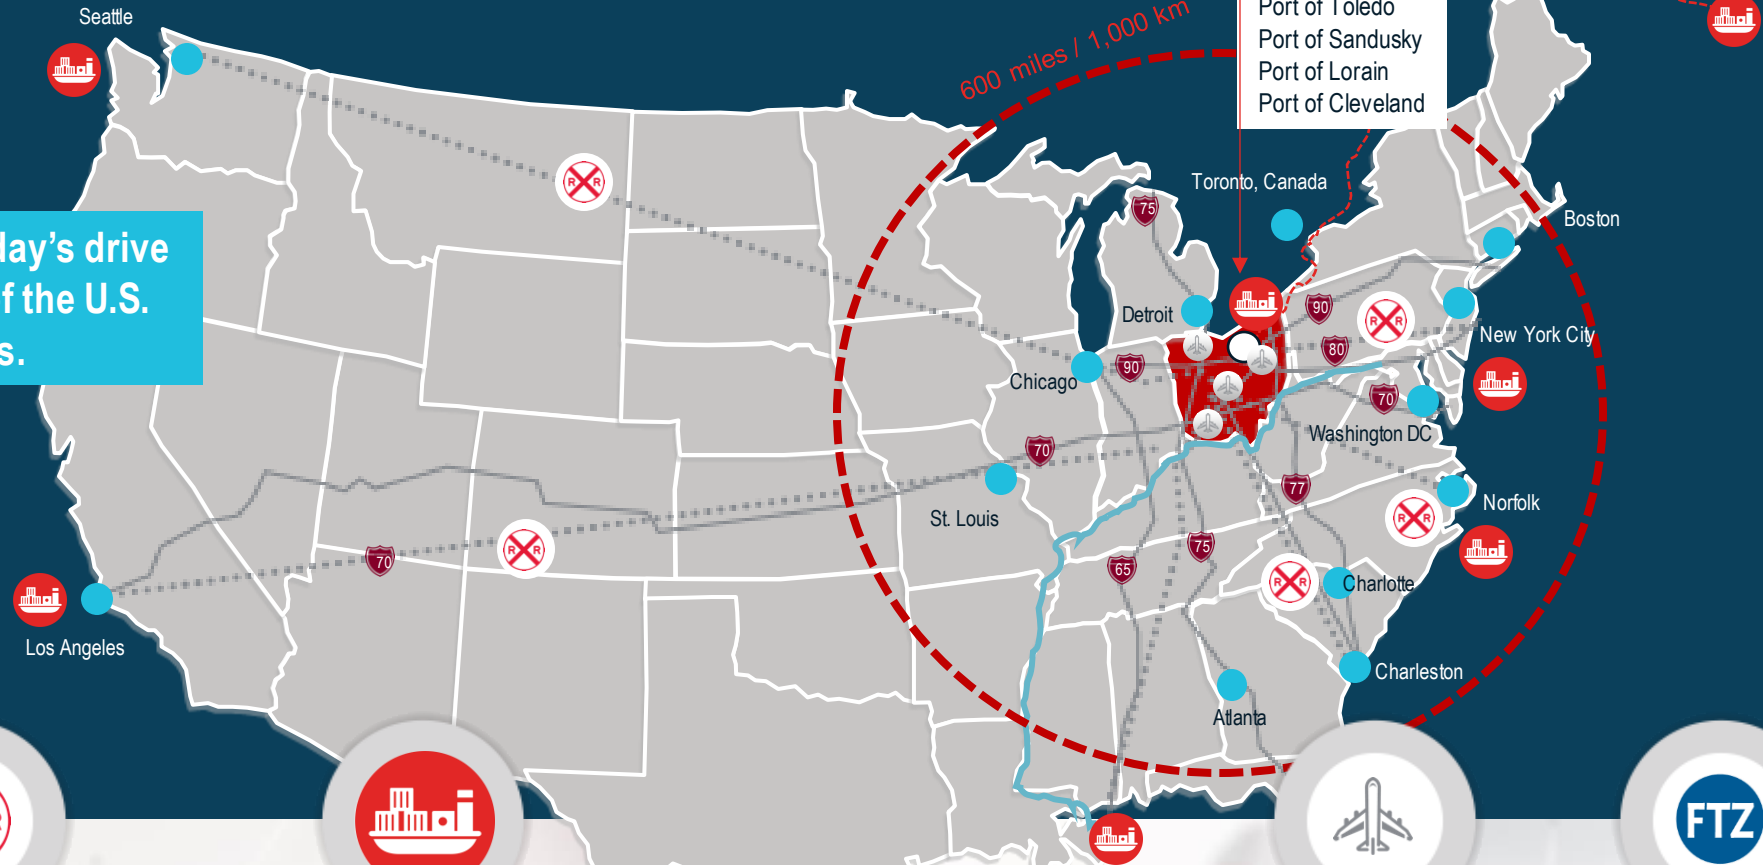 Seattle
600 miles / 1,000 km
Port of Toledo
Port of Sandusky
Port of Lorain
Port of Cleveland
R R
75
Toronto, Canada
Boston
day's drive
of the U.S.
s.
Detroit
90
R R
New York City
80
Chicago
90
70
Washington DC
70
St. Louis
77
Norfolk
R R
70
R R
75
65
R R
Charlotte
Los Angeles
Charleston
Atlanta
FTZ